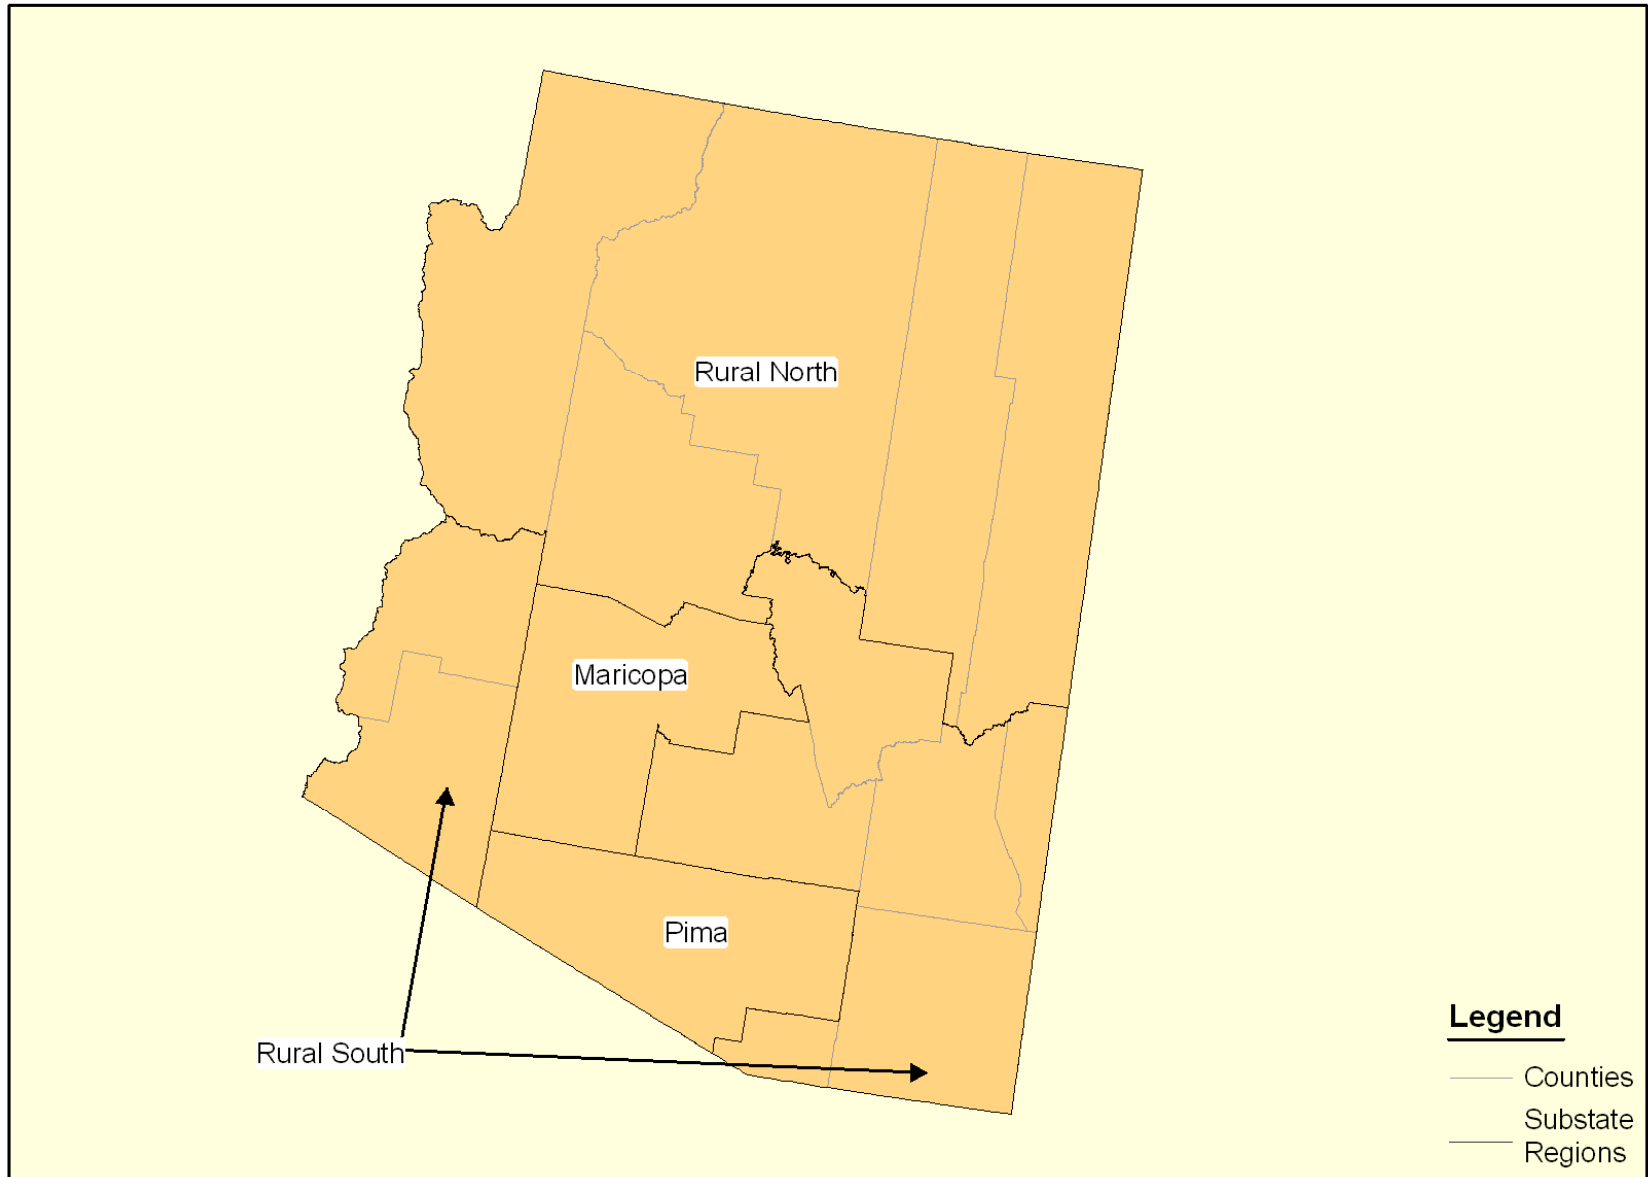 Rural North
Maricopa
Pima
Rural South
Legend
Counties
Substate
Regions